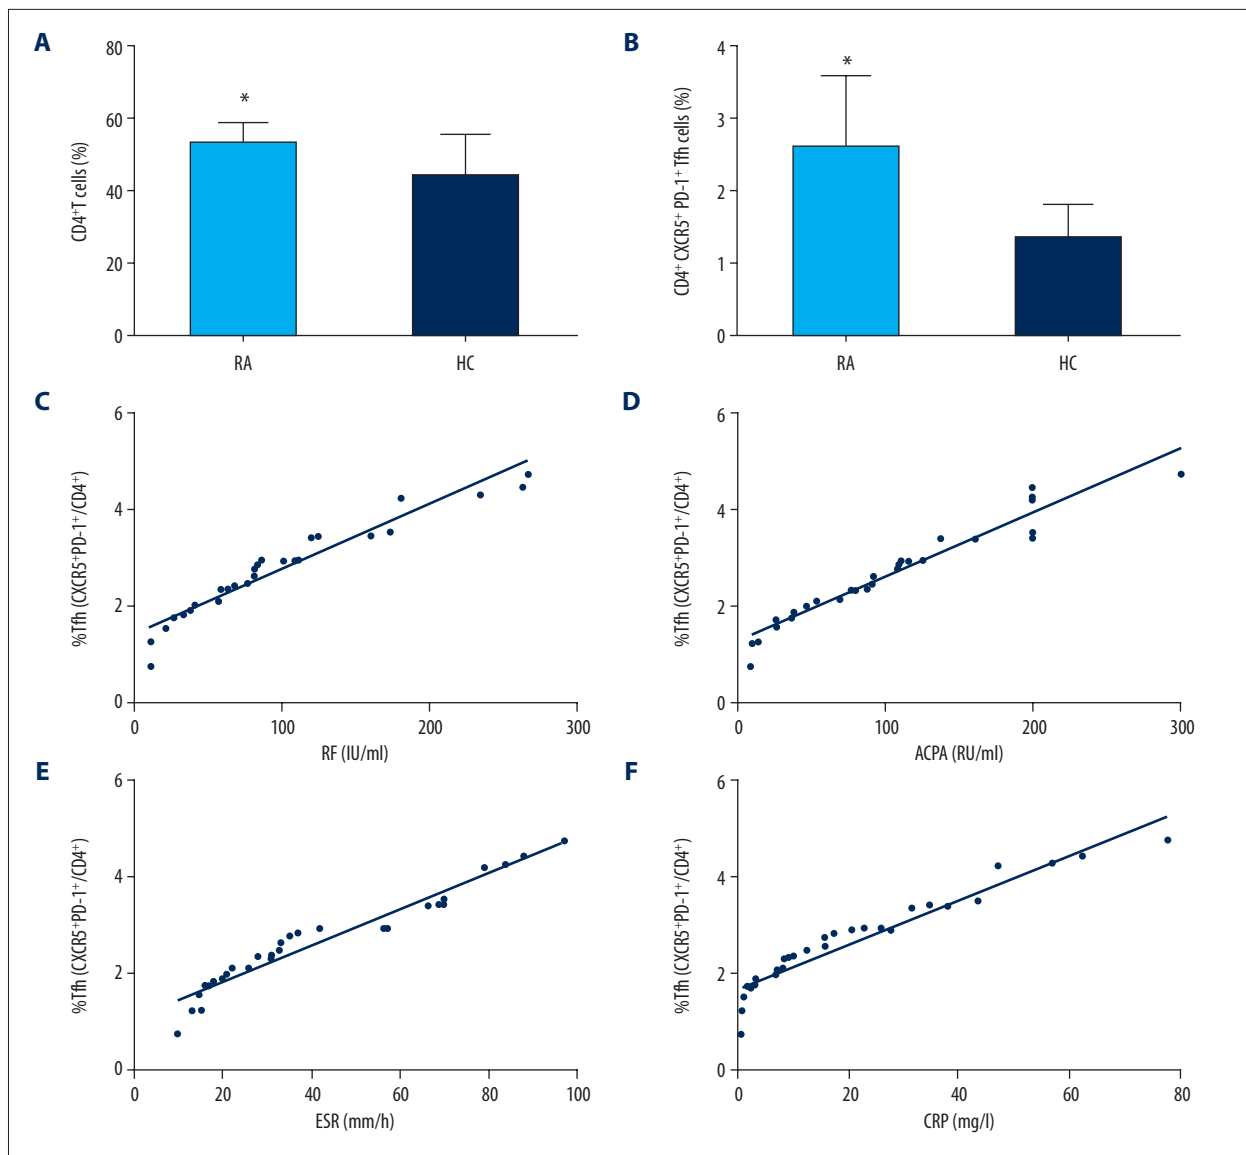 A
80
60
40
20
0
CD4⁺T cells (%)
*
RA
HC
B
4
3
2
1
0
CD4⁺ CXCR5⁺ PD-1⁺ Tfh cells (%)
*
RA
HC
C
6
4
2
0
%Tfh (CXCR5⁺PD-1⁺/CD4⁺)
0 100 200 300
RF (IU/ml)
D
6
4
2
0
%Tfh (CXCR5⁺PD-1⁺/CD4⁺)
0 100 200 300
ACPA (RU/ml)
E
6
4
2
0
%Tfh (CXCR5⁺PD-1⁺/CD4⁺)
0 20 40 60 80 100
ESR (mm/h)
F
6
4
2
0
%Tfh (CXCR5⁺PD-1⁺/CD4⁺)
0 20 40 60 80
CRP (mg/l)